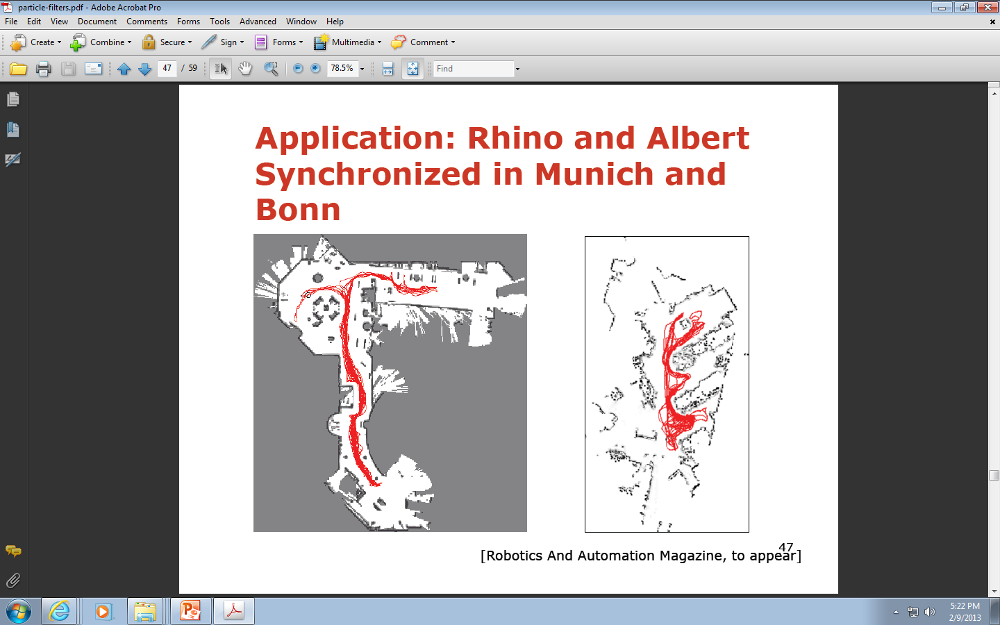 particle-filters.pdf - Adobe Acrobat Pro
File Edit View Document Comments Forms Tools Advanced Window Help
Create Combine Secure Sign Forms Multimedia Comment
47 / 59 78.5% Find
Application: Rhino and Albert
Synchronized in Munich and
Bonn
47
[Robotics And Automation Magazine, to appear]
5:22 PM
2/9/2013